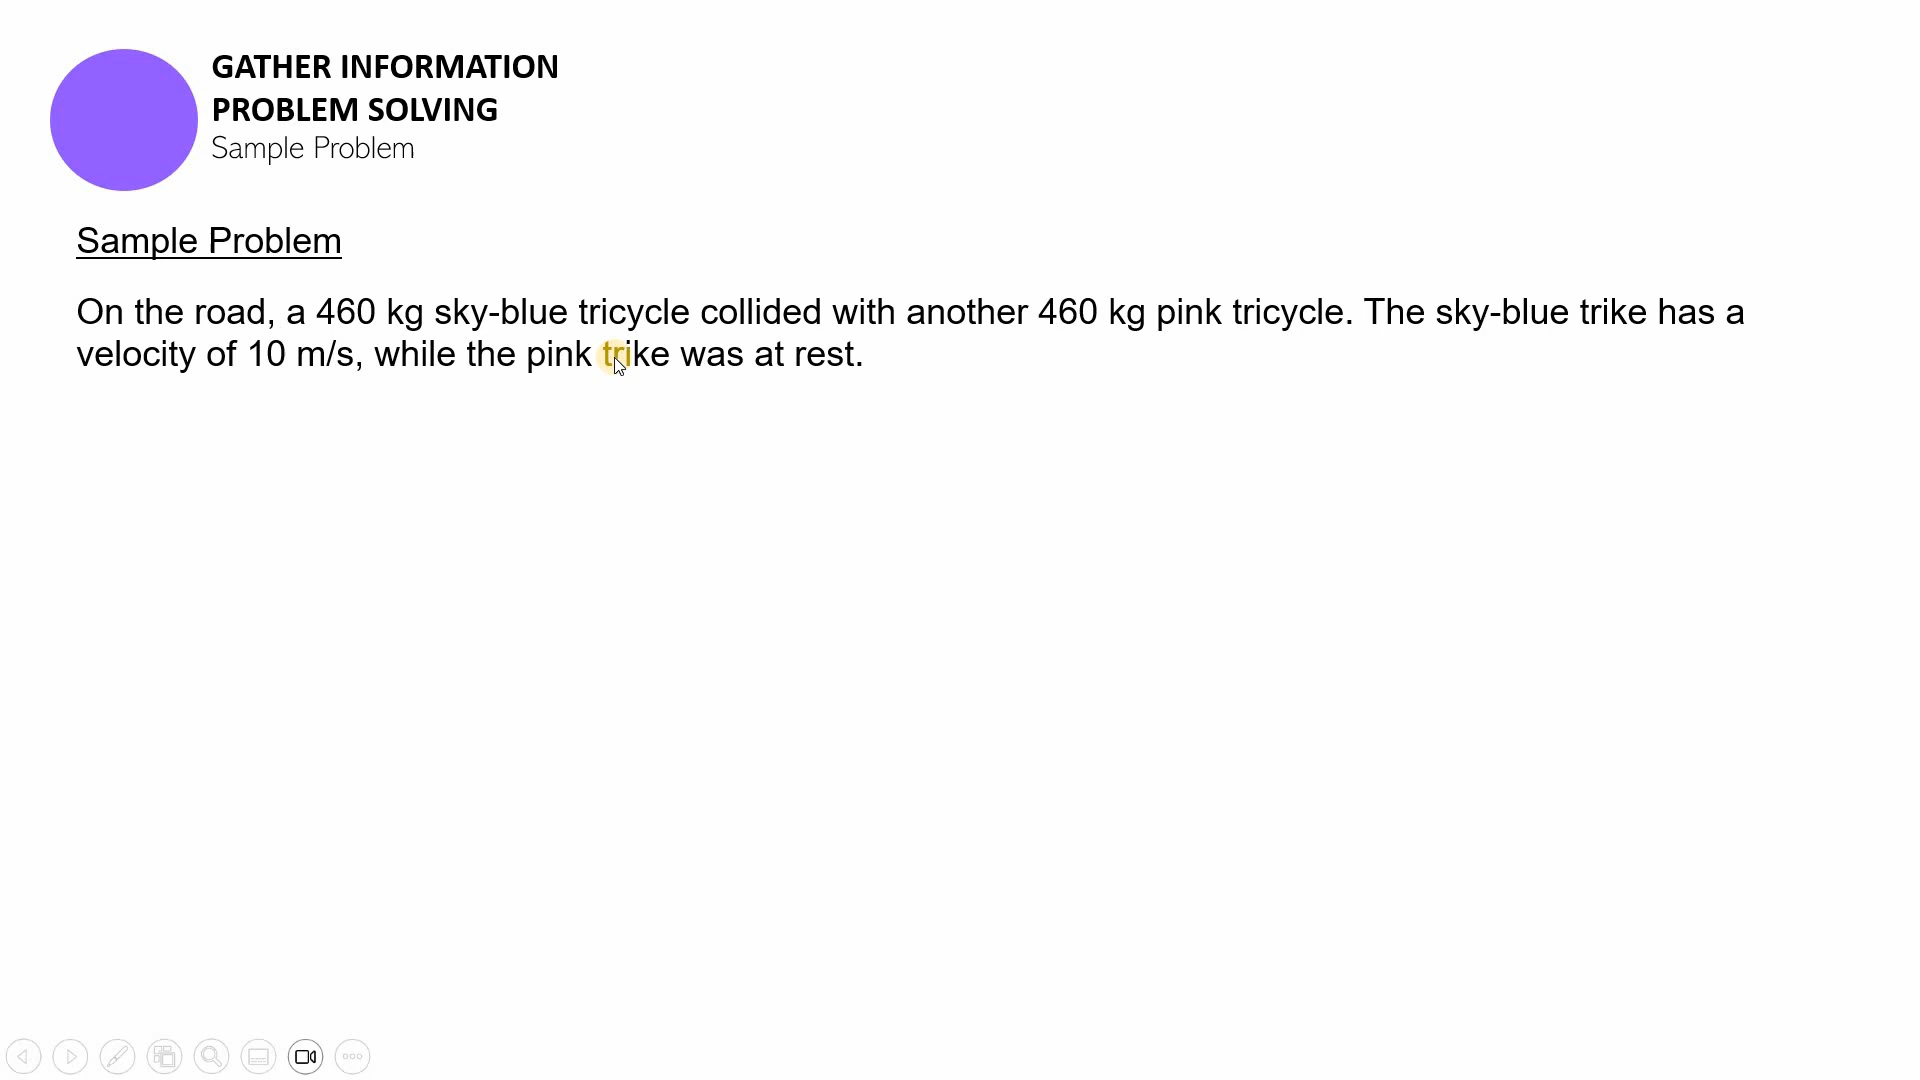 GATHER INFORMATION
PROBLEM SOLVING
Sample Problem
Sample Problem
On the road, a 460 kg sky-blue tricycle collided with another 460 kg pink tricycle. The sky-blue trike has a
velocity of 10 m/s, while the pink trike was at rest.